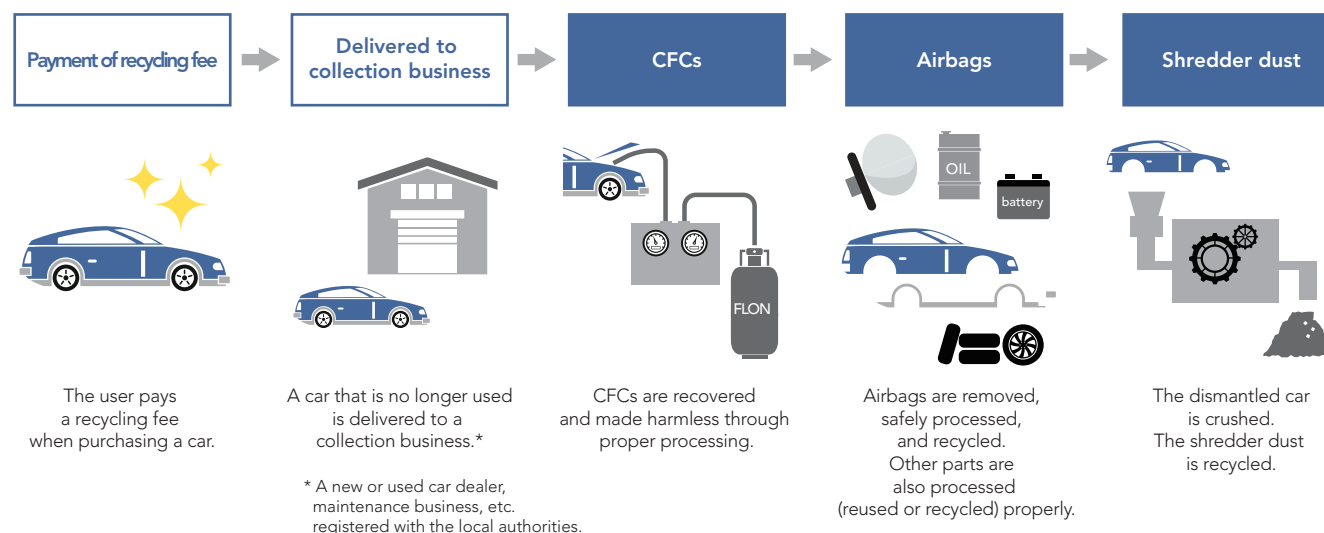 Payment of recycling fee
Delivered to
collection business
CFCs
Airbags
Shredder dust
OIL
battery
FLON
The user pays
a recycling fee
when purchasing a car.
A car that is no longer used
is delivered to a
collection business.*
* A new or used car dealer,
maintenance business, etc.
registered with the local authorities.
CFCs are recovered
and made harmless through
proper processing.
Airbags are removed,
safely processed,
and recycled.
Other parts are
also processed
(reused or recycled) properly.
The dismantled car
is crushed.
The shredder dust
is recycled.